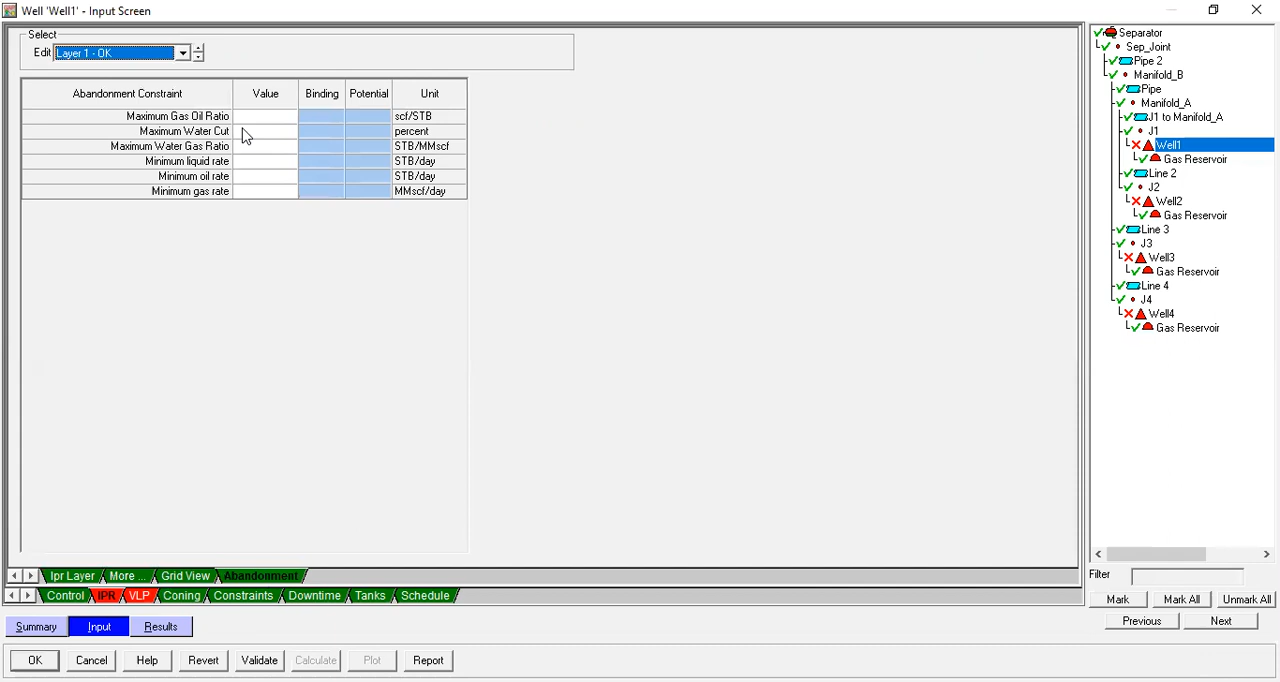 Well 'Well1' - Input Screen
Select
Edit Layer 1 - OK
Abandonment Constraint Value Binding Potential Unit
Maximum Gas Oil Ratio scf/STB
Maximum Water Cut percent
Maximum Water Gas Ratio STB/MMscf
Minimum liquid rate STB/day
Minimum oil rate STB/day
Minimum gas rate MMscf/day
Separator
Sep_Joint
Pipe 2
Manifold_B
Pipe
Manifold_A
J1 to Manifold_A
J1
Well1
Gas Reservoir
Line 2
J2
Well2
Gas Reservoir
Line 3
J3
Well3
Gas Reservoir
Line 4
J4
Well4
Gas Reservoir
Filter
Mark Mark All Unmark All
Previous Next
Ipr Layer More ... Grid View Abandonment
Control IPR VLP Coning Constraints Downtime Tanks Schedule
Summary Input Results
OK Cancel Help Revert Validate Calculate Plot Report